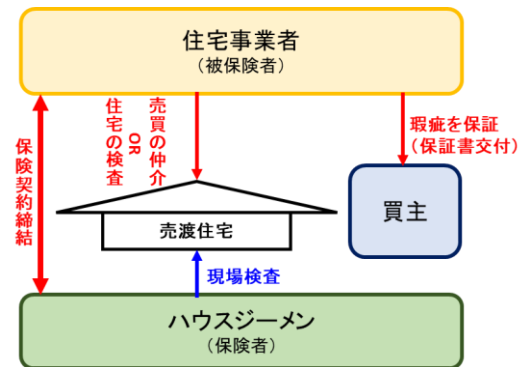 住宅事業者
（被保険者）
保険契約締結
売買の仲介
OR
住宅の検査
瑕疵を保証
（保証書交付）
売渡住宅
買主
現場検査
ハウスジーメン
（保険者）